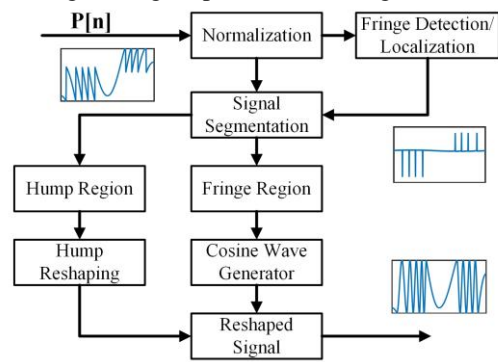 P[n]
Normalization
Fringe Detection/
Localization
Signal
Segmentation
Hump Region
Fringe Region
Hump
Reshaping
Cosine Wave
Generator
Reshaped
Signal